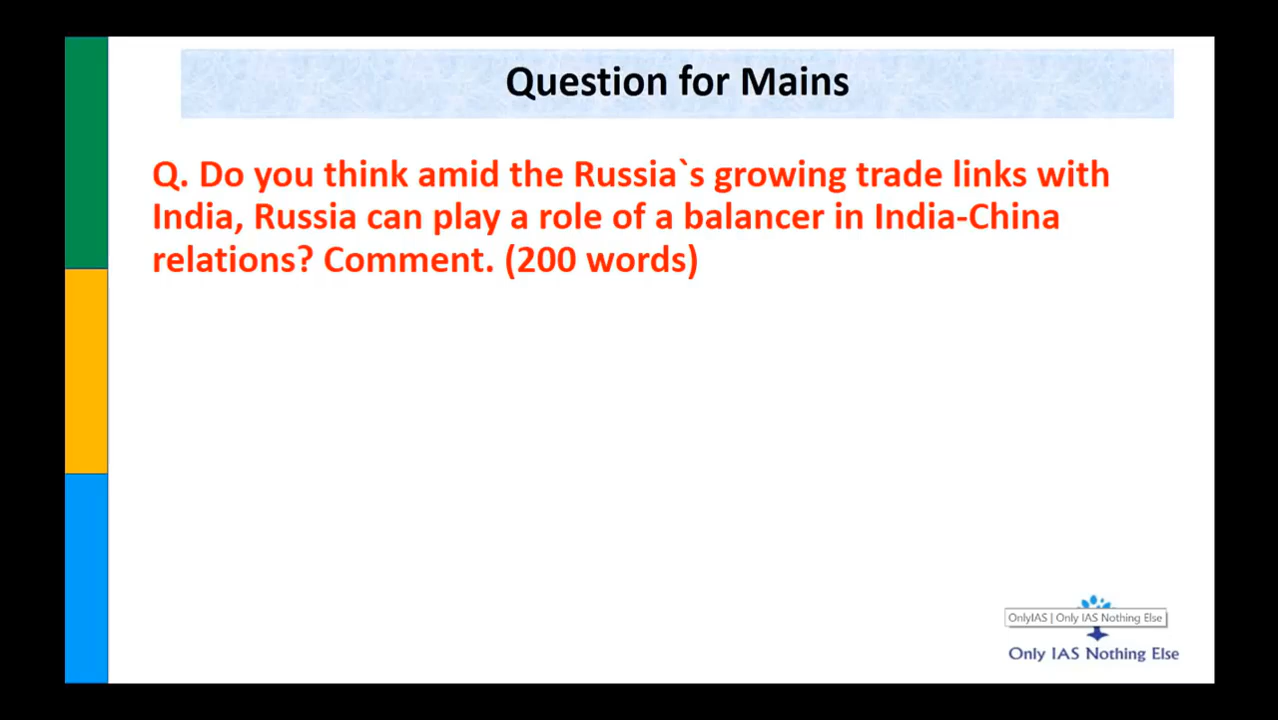 Question for Mains
Q. Do you think amid the Russia`s growing trade links with
India, Russia can play a role of a balancer in India-China
relations? Comment. (200 words)
OnlyIAS | Only IAS Nothing Else
Only IAS Nothing Else